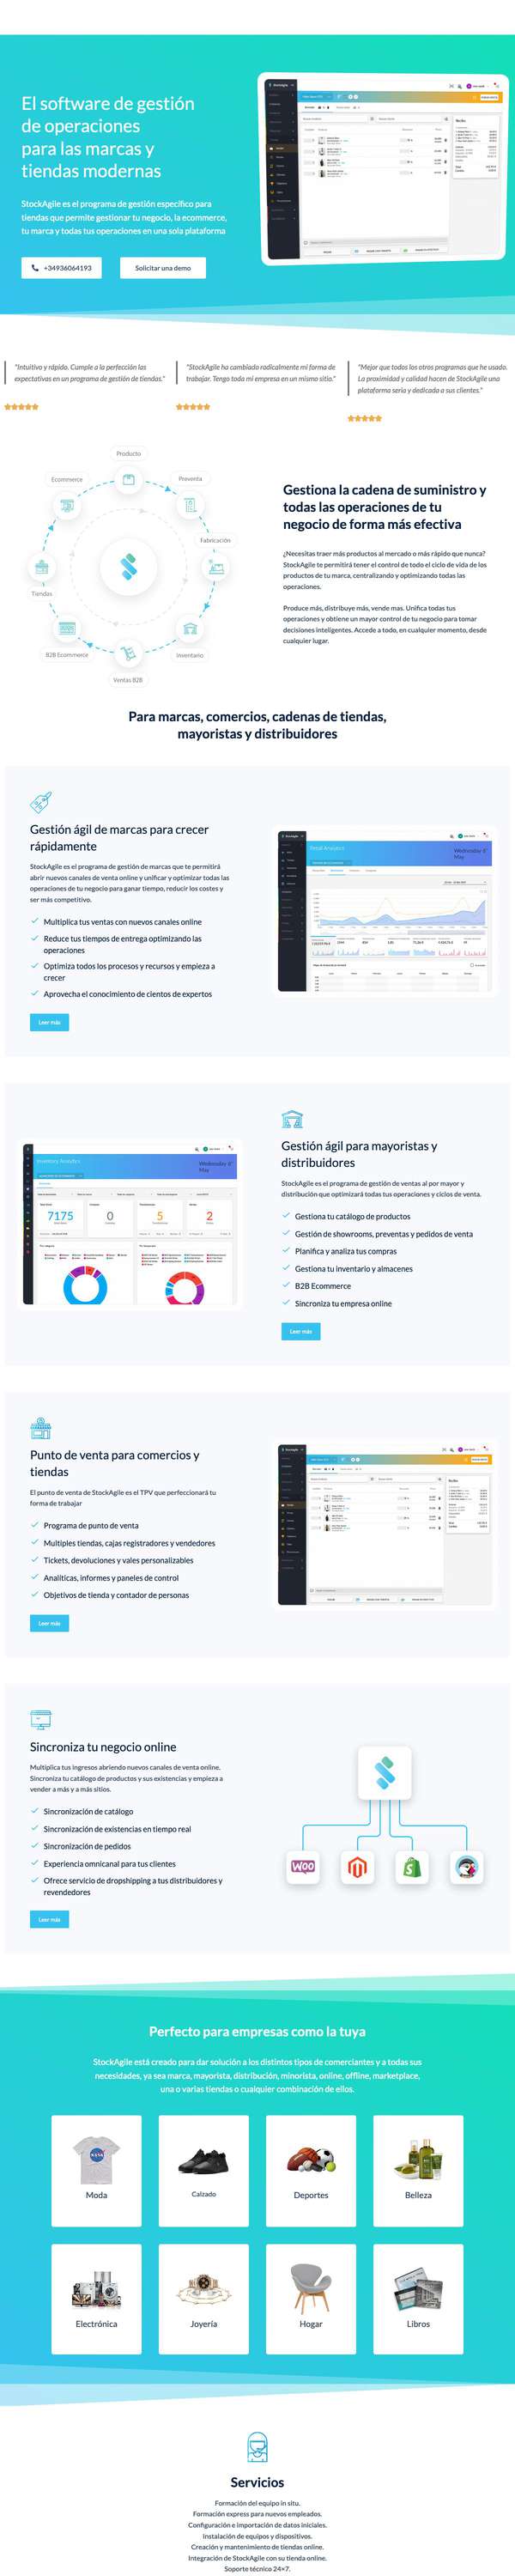 El software de gestión
de operaciones
para las marcas y
tiendas modernas
StockAgile es el programa de gestión específico para
tiendas que permite gestionar tu negocio, la ecommerce,
tu marca y todas tus operaciones en una sola plataforma
+34936064193
Solicitar una demo
"Intuitivo y rápido. Cumple a la perfección las
expectativas en un programa de gestión de tiendas."
"StockAgile ha cambiado radicalmente mi forma de
trabajar. Tengo toda mi empresa en un mismo sitio."
"Mejor que todos los otros programas que he usado.
La proximidad y calidad hacen de StockAgile una
plataforma seria y dedicada a sus clientes."
Producto
Ecommerce
Preventa
Fabricación
Tiendas
B2B Ecommerce
Inventario
Ventas B2B
Gestiona la cadena de suministro y
todas las operaciones de tu
negocio de forma más efectiva
¿Necesitas traer más productos al mercado o más rápido que nunca?
StockAgile te permitirá tener el control de todo el ciclo de vida de los
productos de tu marca, centralizando y optimizando todas las
operaciones.
Produce más, distribuye más, vende mas. Unifica todas tus
operaciones y obtiene un mayor control de tu negocio para tomar
decisiones inteligentes. Accede a todo, en cualquier momento, desde
cualquier lugar.
Para marcas, comercios, cadenas de tiendas,
mayoristas y distribuidores
Gestión ágil de marcas para crecer
rápidamente
StockAgile es el programa de gestión de marcas que te permitirá
abrir nuevos canales de venta online y unificar y optimizar todas las
operaciones de tu negocio para ganar tiempo, reducir los costes y
ser más competitivo.
Multiplica tus ventas con nuevos canales online
Reduce tus tiempos de entrega optimizando las
operaciones
Optimiza todos los procesos y recursos y empieza a
crecer
Aprovecha el conocimiento de cientos de expertos
Leer más
Retail Analytics
Wednesday 8°
May
Inventory Analytics
Wednesday 8°
May
7175
0
5
2
Gestión ágil para mayoristas y
distribuidores
StockAgile es el programa de gestión de ventas al por mayor y
distribución que optimizará todas tus operaciones y ciclos de venta.
Gestiona tu catálogo de productos
Gestión de showrooms, preventas y pedidos de venta
Planifica y analiza tus compras
Gestiona tu inventario y almacenes
B2B Ecommerce
Sincroniza tu empresa online
Leer más
Punto de venta para comercios y
tiendas
El punto de venta de StockAgile es el TPV que perfeccionará tu
forma de trabajar
Programa de punto de venta
Multiples tiendas, cajas registradores y vendedores
Tickets, devoluciones y vales personalizables
Analíticas, informes y paneles de control
Objetivos de tienda y contador de personas
Leer más
Sincroniza tu negocio online
Multiplica tus ingresos abriendo nuevos canales de venta online.
Sincroniza tu catálogo de productos y sus existencias y empieza a
vender a más y a más sitios.
Sincronización de catálogo
Sincronización de existencias en tiempo real
Sincronización de pedidos
Experiencia omnicanal para tus clientes
Ofrece servicio de dropshipping a tus distribuidores y
revendedores
Leer más
WOO
Perfecto para empresas como la tuya
StockAgile está creado para dar solución a los distintos tipos de comerciantes y a todas sus
necesidades, ya sea marca, mayorista, distribución, minorista, online, offline, marketplace,
una o varias tiendas o cualquier combinación de ellos.
NASA
Moda
Calzado
Deportes
Belleza
Electrónica
Joyería
Hogar
Libros
Servicios
Formación del equipo in situ.
Formación express para nuevos empleados.
Configuración e importación de datos iniciales.
Instalación de equipos y dispositivos.
Creación y mantenimiento de tiendas online.
Integración de StockAgile con su tienda online.
Soporte técnico 24×7.